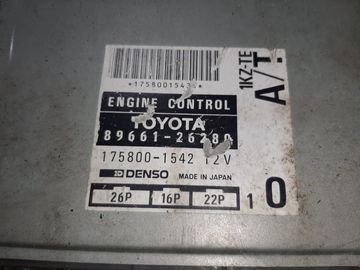 *1758001543*
ENGINE CONTROL
TOYOTA
89661-26280
175800-1542 12V
DENSO MADE IN JAPAN
26P 16P 22P
1 0
1KZ-TE
A/T.